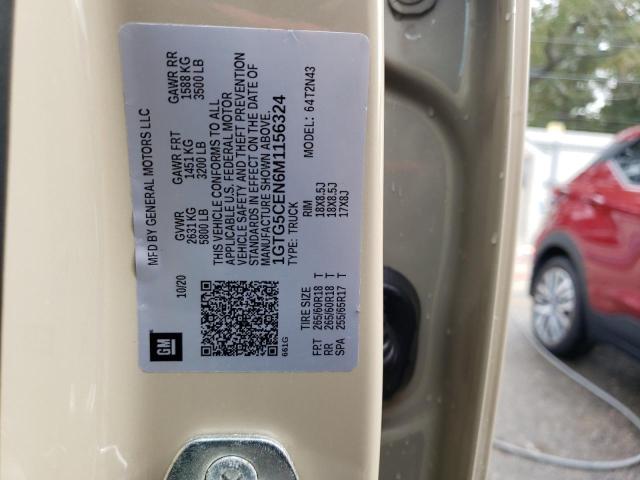 MFD BY GENERAL MOTORS LLC
10/20
GVWR GAWR FRT GAWR RR
2631 KG 1451 KG 1588 KG
5800 LB 3200 LB 3500 LB
THIS VEHICLE CONFORMS TO ALL
APPLICABLE U.S. FEDERAL MOTOR
VEHICLE SAFETY AND THEFT PREVENTION
STANDARDS IN EFFECT ON THE DATE OF
MANUFACTURE SHOWN ABOVE.
1GTG5CEN6M1156324
TYPE: TRUCK MODEL: 64T2N43
TIRE SIZE RIM
FRT 265/60R18 T 18X8.5J
RR 265/60R18 T 18X8.5J
SPA 255/65R17 T 17X8J
GM
661G